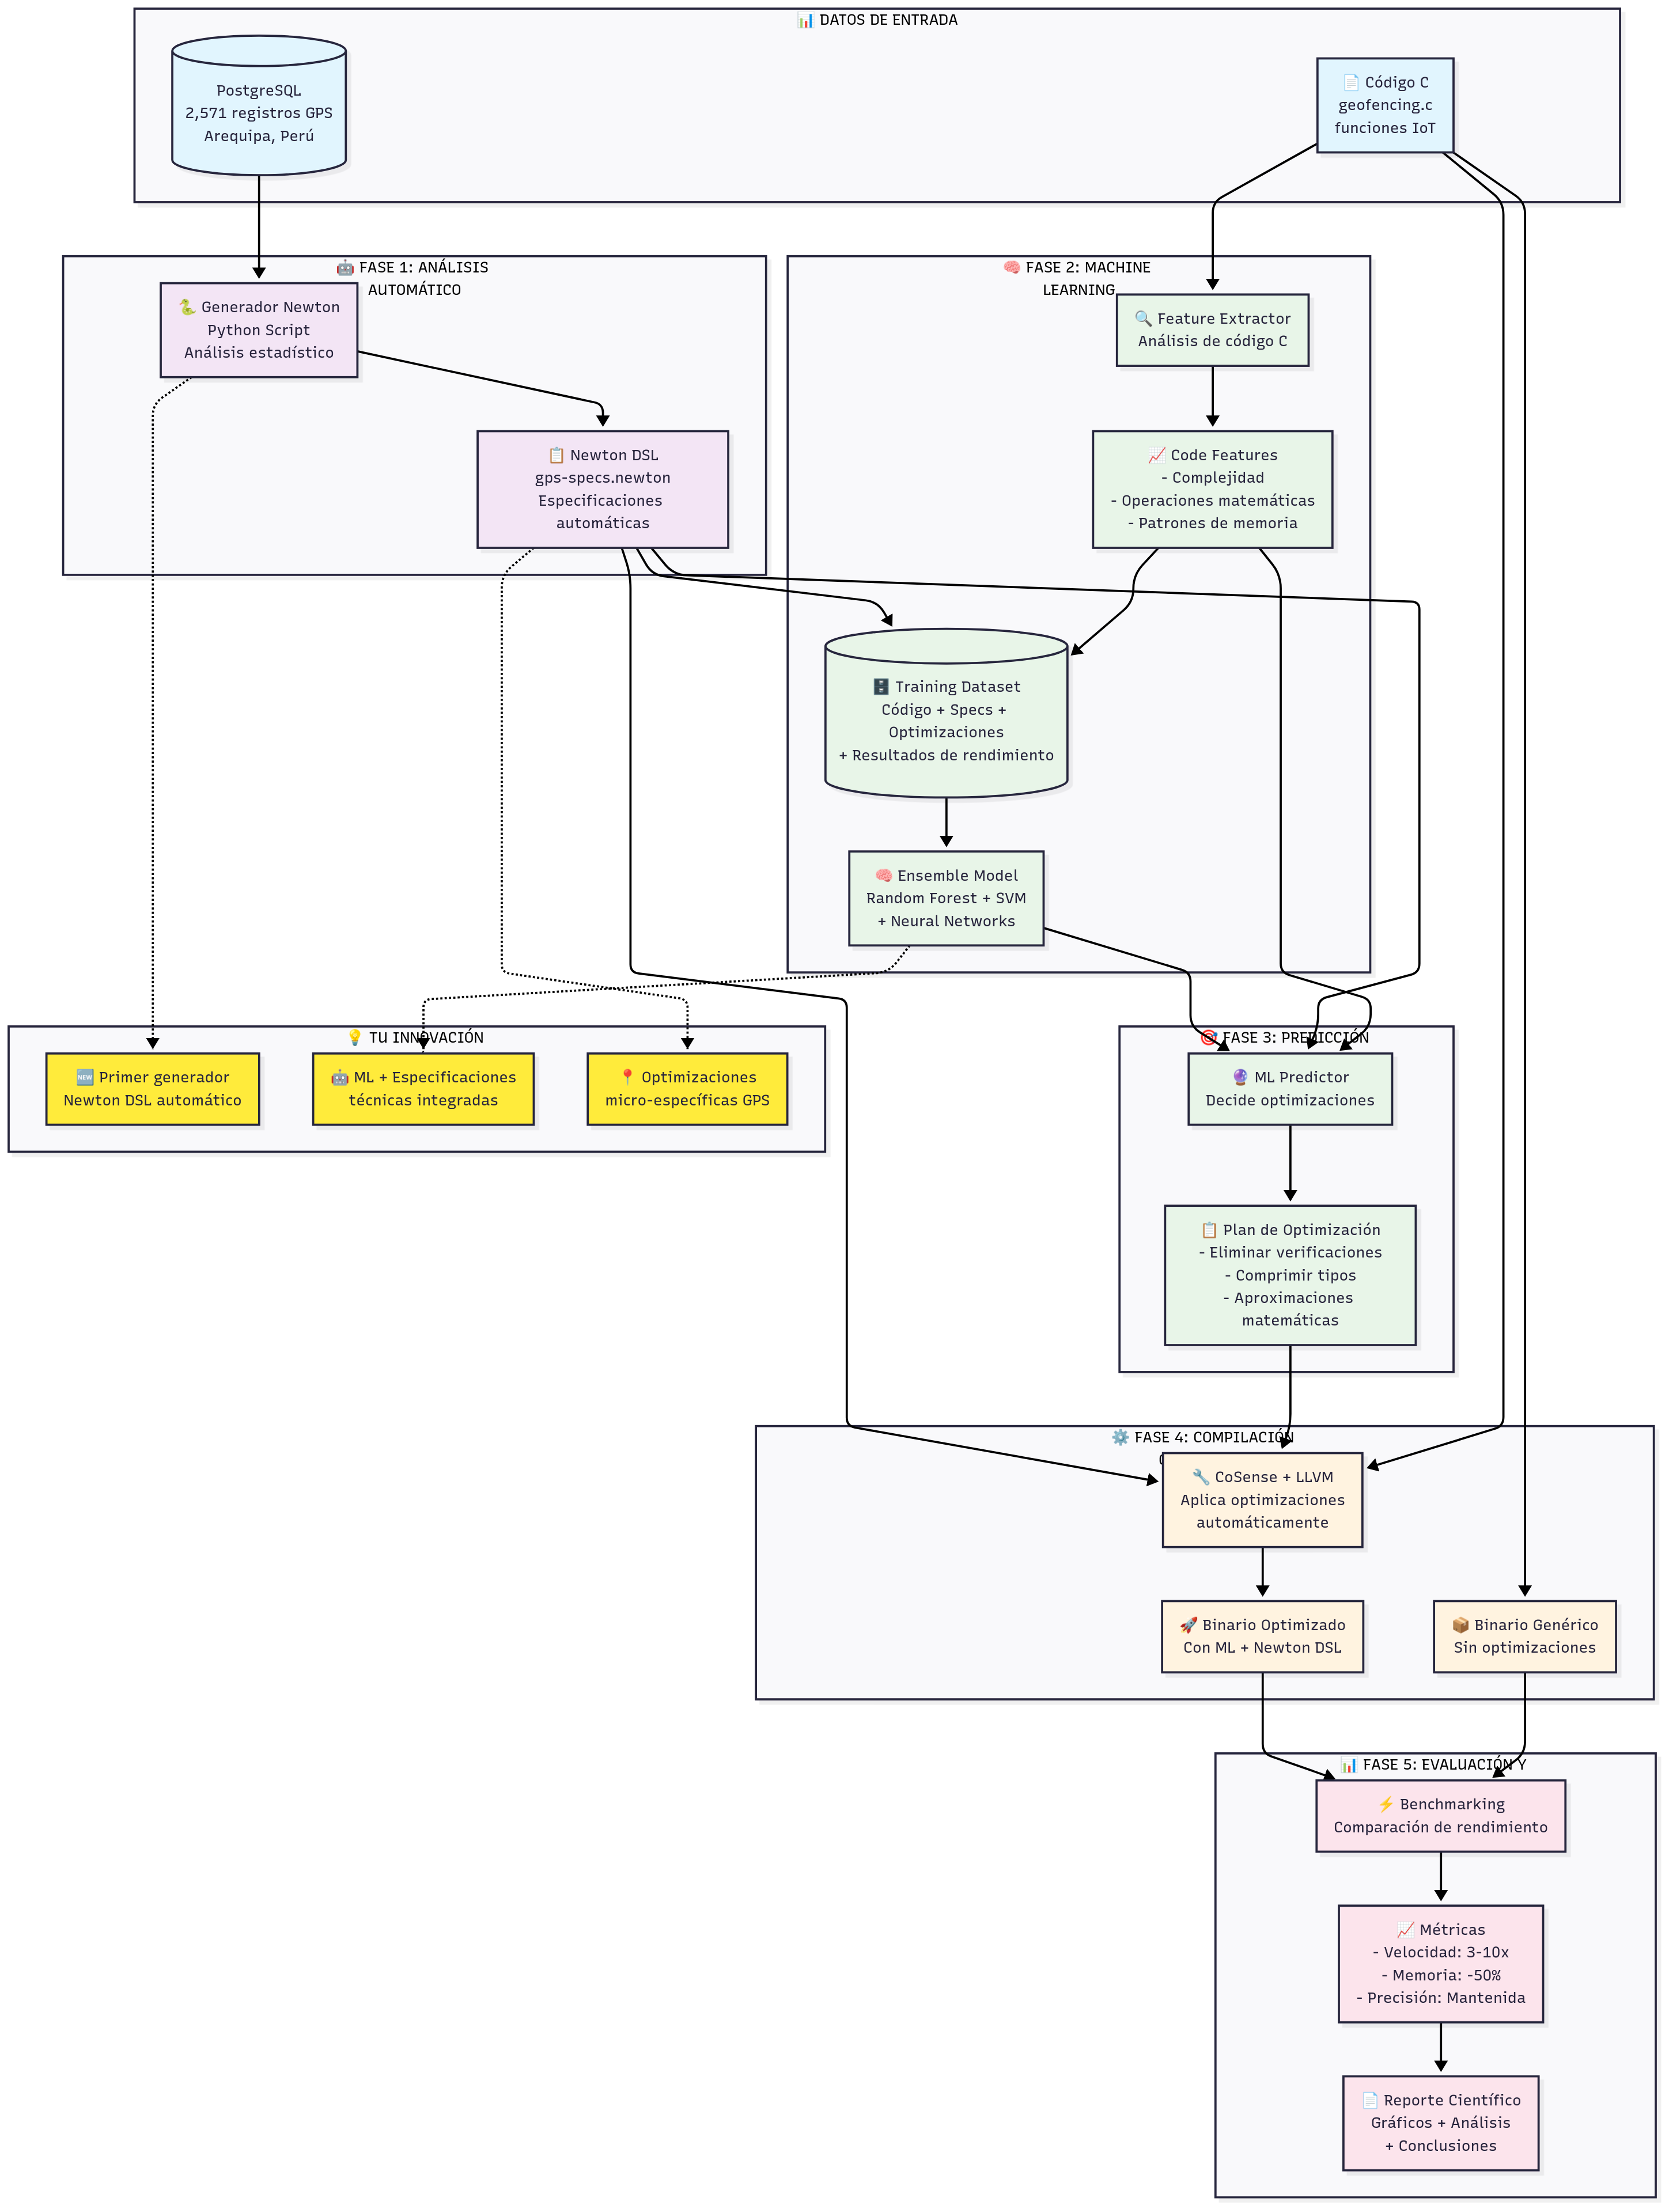 📊 DATOS DE ENTRADA
PostgreSQL
2,571 registros GPS
Arequipa, Perú
📄 Código C
geofencing.c
funciones IoT
🤖 FASE 1: ANÁLISIS
AUTOMÁTICO
🐍 Generador Newton
Python Script
Análisis estadístico
📋 Newton DSL
gps-specs.newton
Especificaciones
automáticas
🧠 FASE 2: MACHINE
LEARNING
🔍 Feature Extractor
Análisis de código C
📈 Code Features
- Complejidad
- Operaciones matemáticas
- Patrones de memoria
🗄️ Training Dataset
Código + Specs +
Optimizaciones
+ Resultados de rendimiento
🧠 Ensemble Model
Random Forest + SVM
+ Neural Networks
💡 TU INNOVACIÓN
🆕 Primer generador
Newton DSL automático
🤖 ML + Especificaciones
técnicas integradas
📍 Optimizaciones
micro-específicas GPS
🎯 FASE 3: PREDICCIÓN
🔮 ML Predictor
Decide optimizaciones
📋 Plan de Optimización
- Eliminar verificaciones
- Comprimir tipos
- Aproximaciones
matemáticas
⚙️ FASE 4: COMPILACIÓN
🔧 CoSense + LLVM
Aplica optimizaciones
automáticamente
🚀 Binario Optimizado
Con ML + Newton DSL
📦 Binario Genérico
Sin optimizaciones
📊 FASE 5: EVALUACIÓN Y
⚡ Benchmarking
Comparación de rendimiento
📈 Métricas
- Velocidad: 3-10x
- Memoria: -50%
- Precisión: Mantenida
📄 Reporte Científico
Gráficos + Análisis
+ Conclusiones